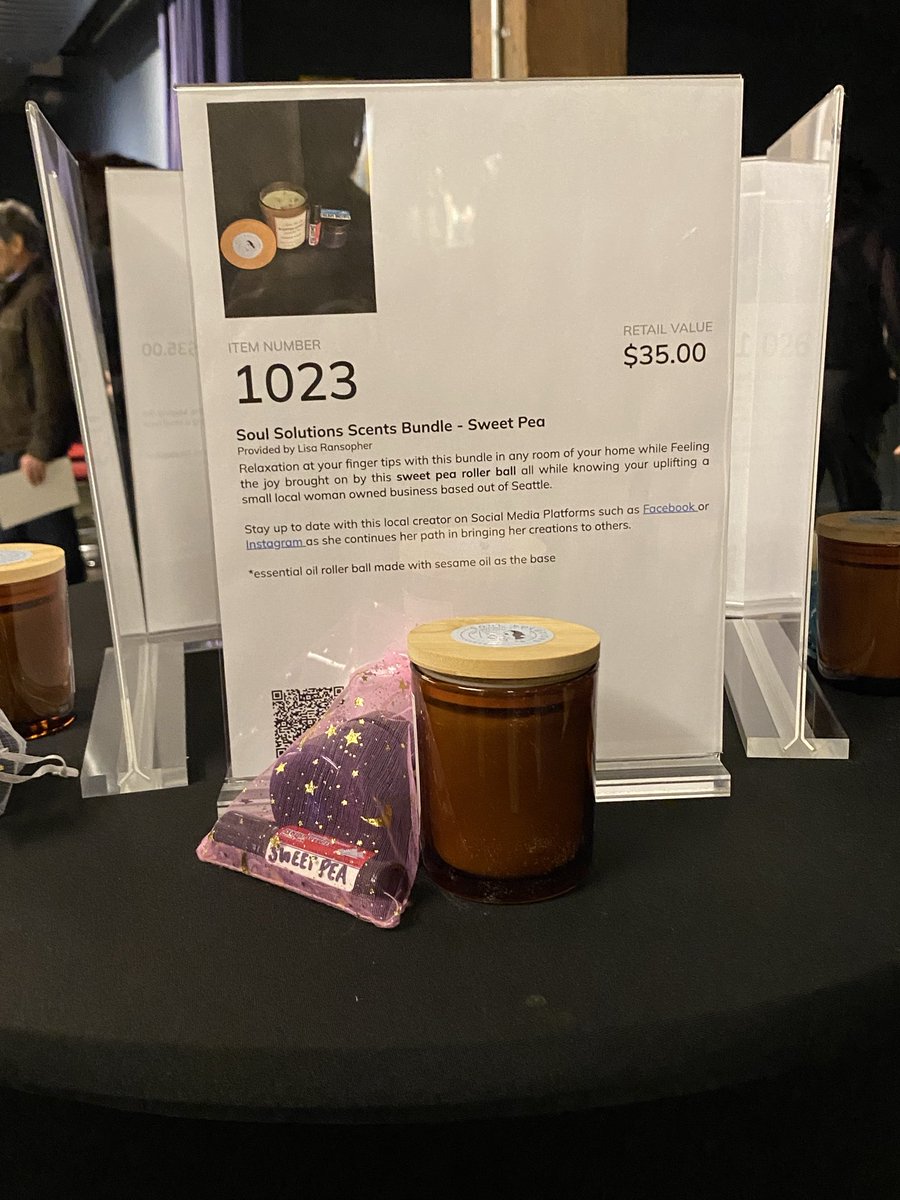 ITEM NUMBER
1023
RETAIL VALUE
$35.00
Soul Solutions Scents Bundle - Sweet Pea
Provided by Lisa Ransopher
Relaxation at your finger tips with this bundle in any room of your home while Feeling
the joy brought on by this sweet pea roller ball all while knowing your uplifting a
small local woman owned business based out of Seattle.
Stay up to date with this local creator on Social Media Platforms such as Facebook or
Instagram as she continues her path in bringing her creations to others.
*essential oil roller ball made with sesame oil as the base
SWEET PEA